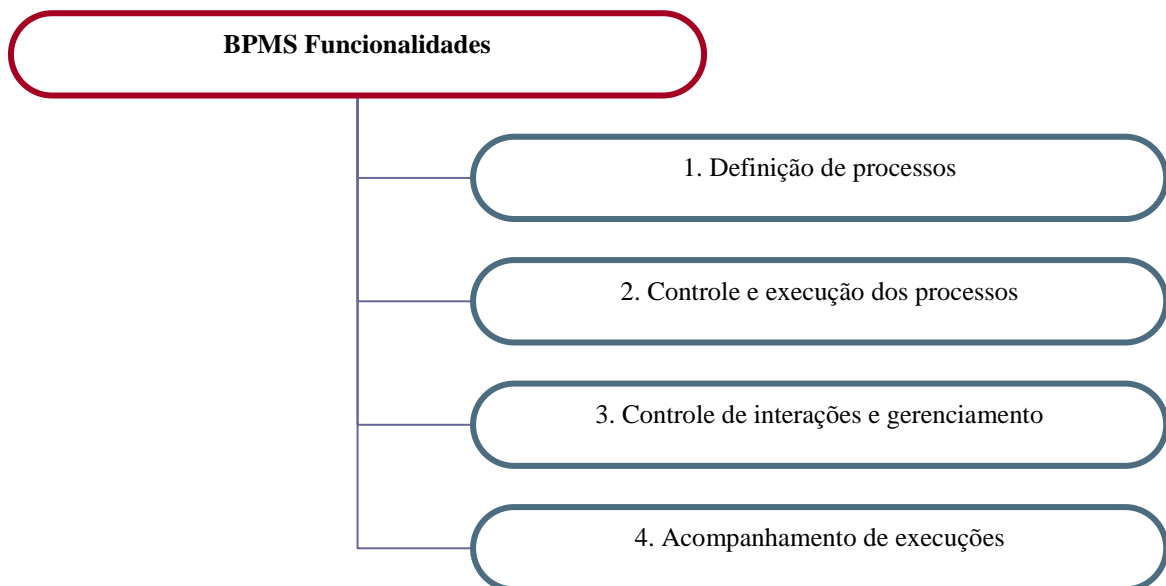 BPMS Funcionalidades
1. Definição de processos
2. Controle e execução dos processos
3. Controle de interações e gerenciamento
4. Acompanhamento de execuções